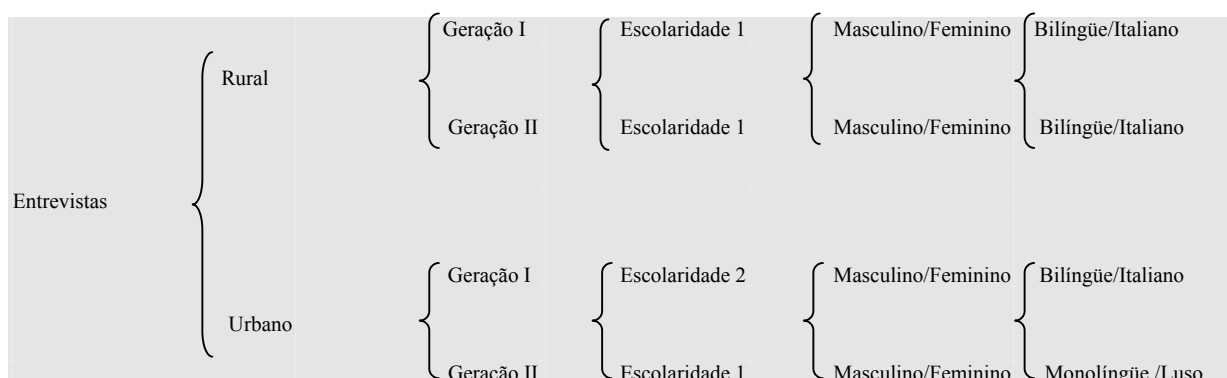 Geração I Escolaridade 1 Masculino/Feminino Bilíngüe/Italiano
Rural
Geração II Escolaridade 1 Masculino/Feminino Bilíngüe/Italiano
Entrevistas
Geração I Escolaridade 2 Masculino/Feminino Bilíngüe/Italiano
Urbano
Geração II Escolaridade 1 Masculino/Feminino Monolíngüe /Luso